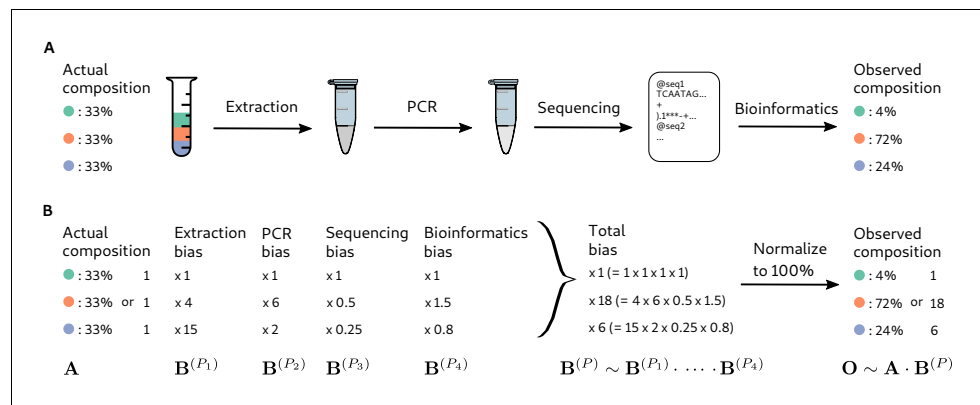 A
Actual composition
: 33%
: 33%
: 33%
Extraction
PCR
Sequencing
@seq1
TCAATAG...
+
).1***-+...
@seq2
...
Bioinformatics
Observed composition
: 4%
: 72%
: 24%
B
Actual composition Extraction bias PCR bias Sequencing bias Bioinformatics bias Total bias Normalize to 100% Observed composition
: 33% 1 x 1 x 1 x 1 x 1 x 1 (= 1 x 1 x 1 x 1) : 4% 1
: 33% or 1 x 4 x 6 x 0.5 x 1.5 x 18 (= 4 x 6 x 0.5 x 1.5) : 72% or 18
: 33% 1 x 15 x 2 x 0.25 x 0.8 x 6 (= 15 x 2 x 0.25 x 0.8) : 24% 6
A B^(P₁) B^(P₂) B^(P₃) B^(P₄) B^(P) ~ B^(P₁) · ... · B^(P₄) O ~ A · B^(P)